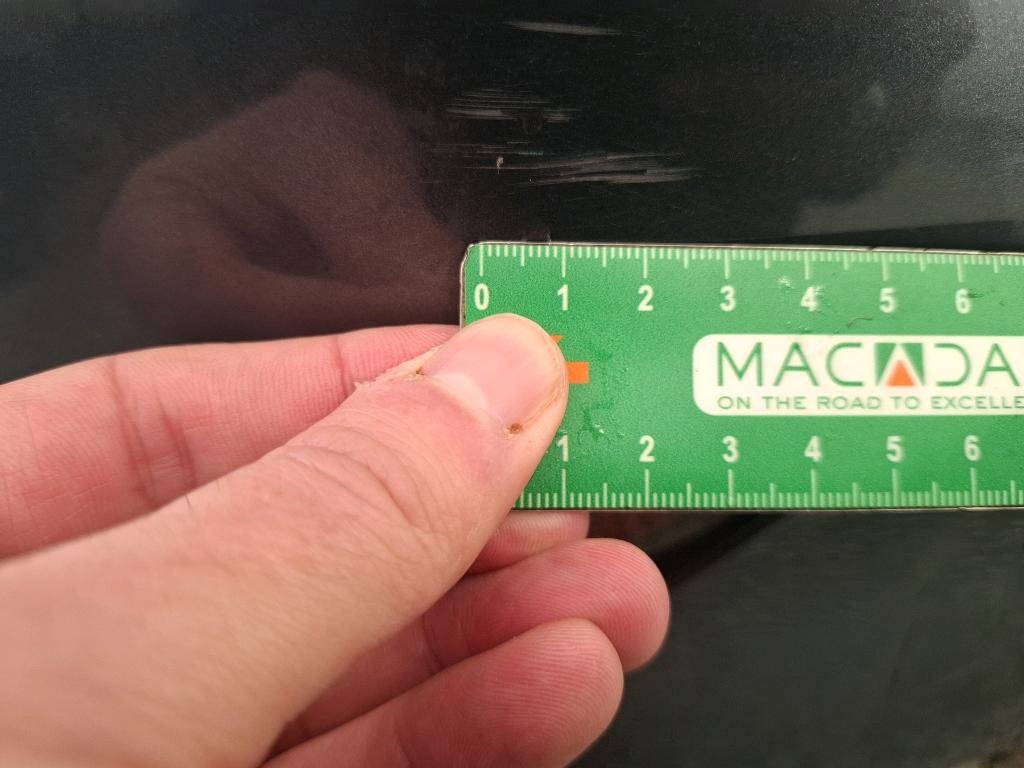 0 1 2 3 4 5 6
MACADA
ON THE ROAD TO EXCELLE
1 2 3 4 5 6